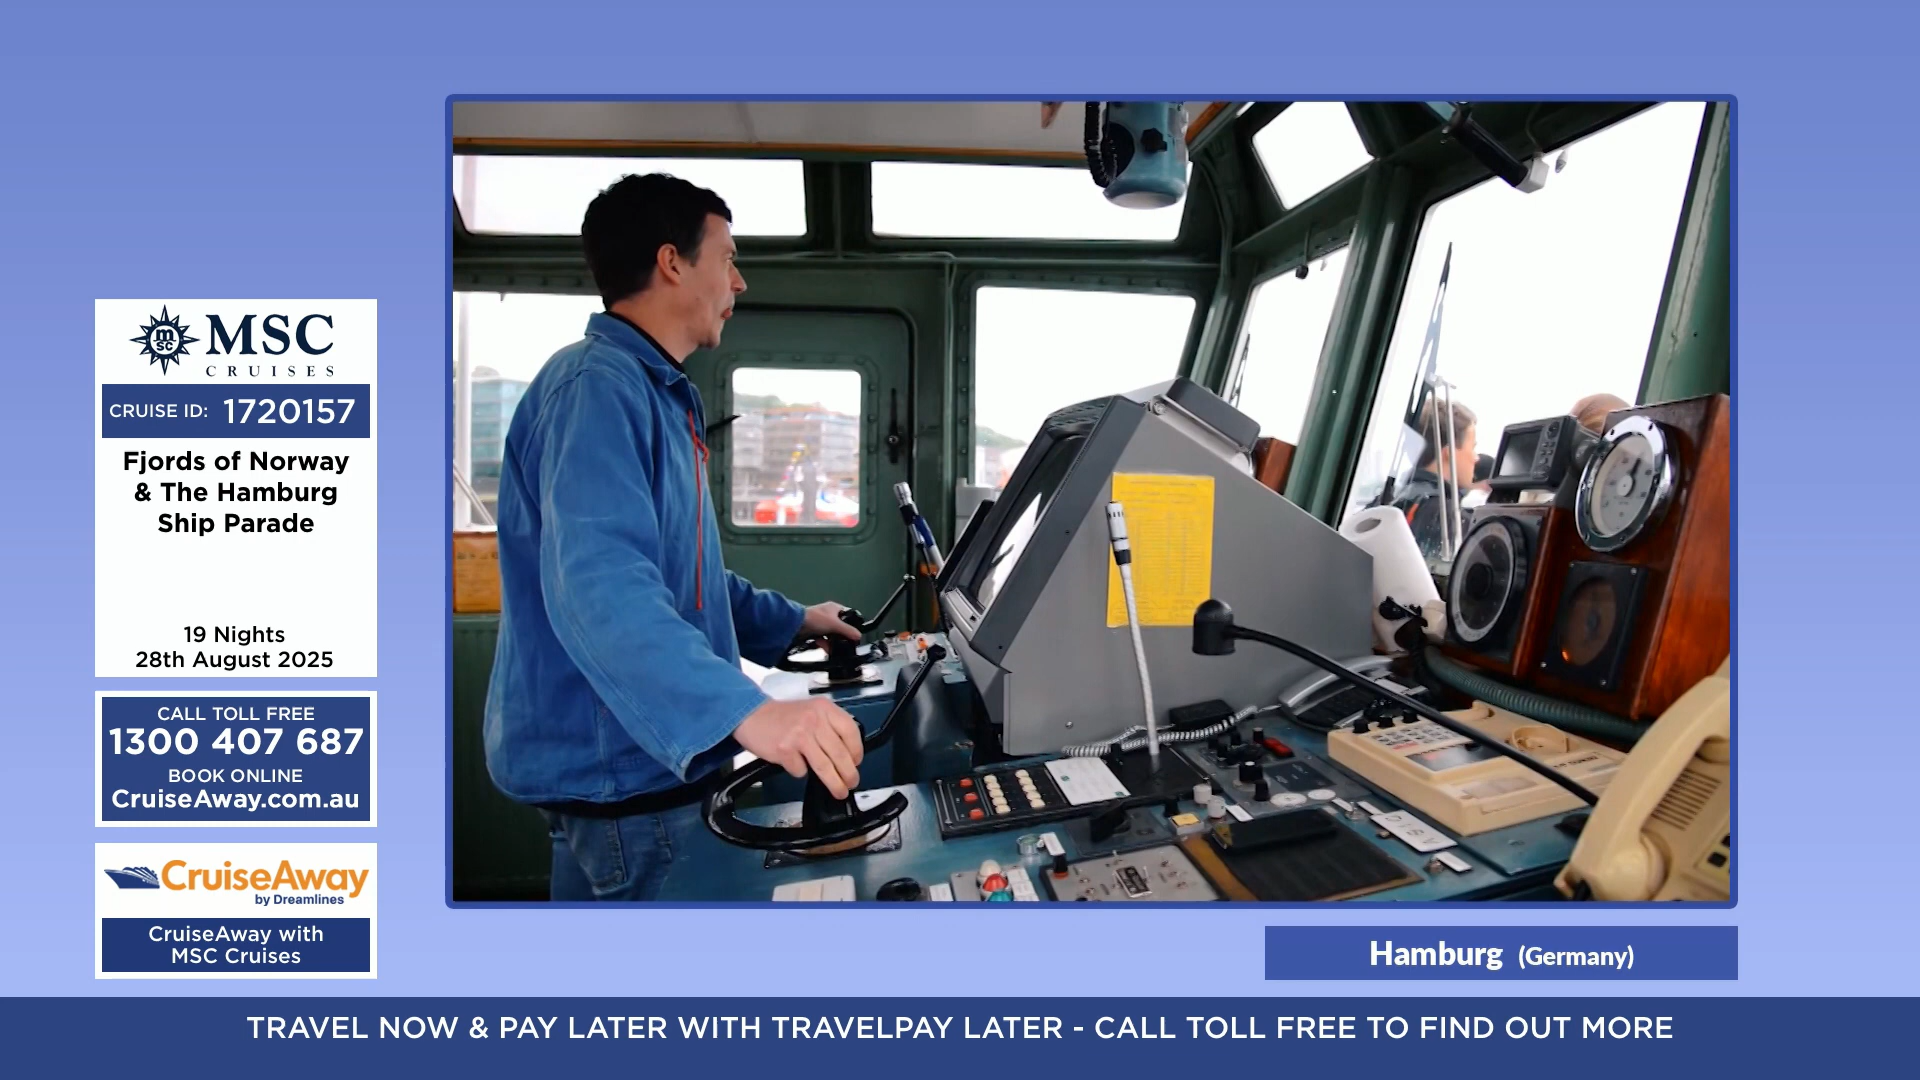 MSC
CRUISES
CRUISE ID: 1720157
Fjords of Norway
& The Hamburg
Ship Parade
19 Nights
28th August 2025
CALL TOLL FREE
1300 407 687
BOOK ONLINE
CruiseAway.com.au
CruiseAway
by Dreamlines
CruiseAway with
MSC Cruises
Hamburg (Germany)
TRAVEL NOW & PAY LATER WITH TRAVELPAY LATER - CALL TOLL FREE TO FIND OUT MORE